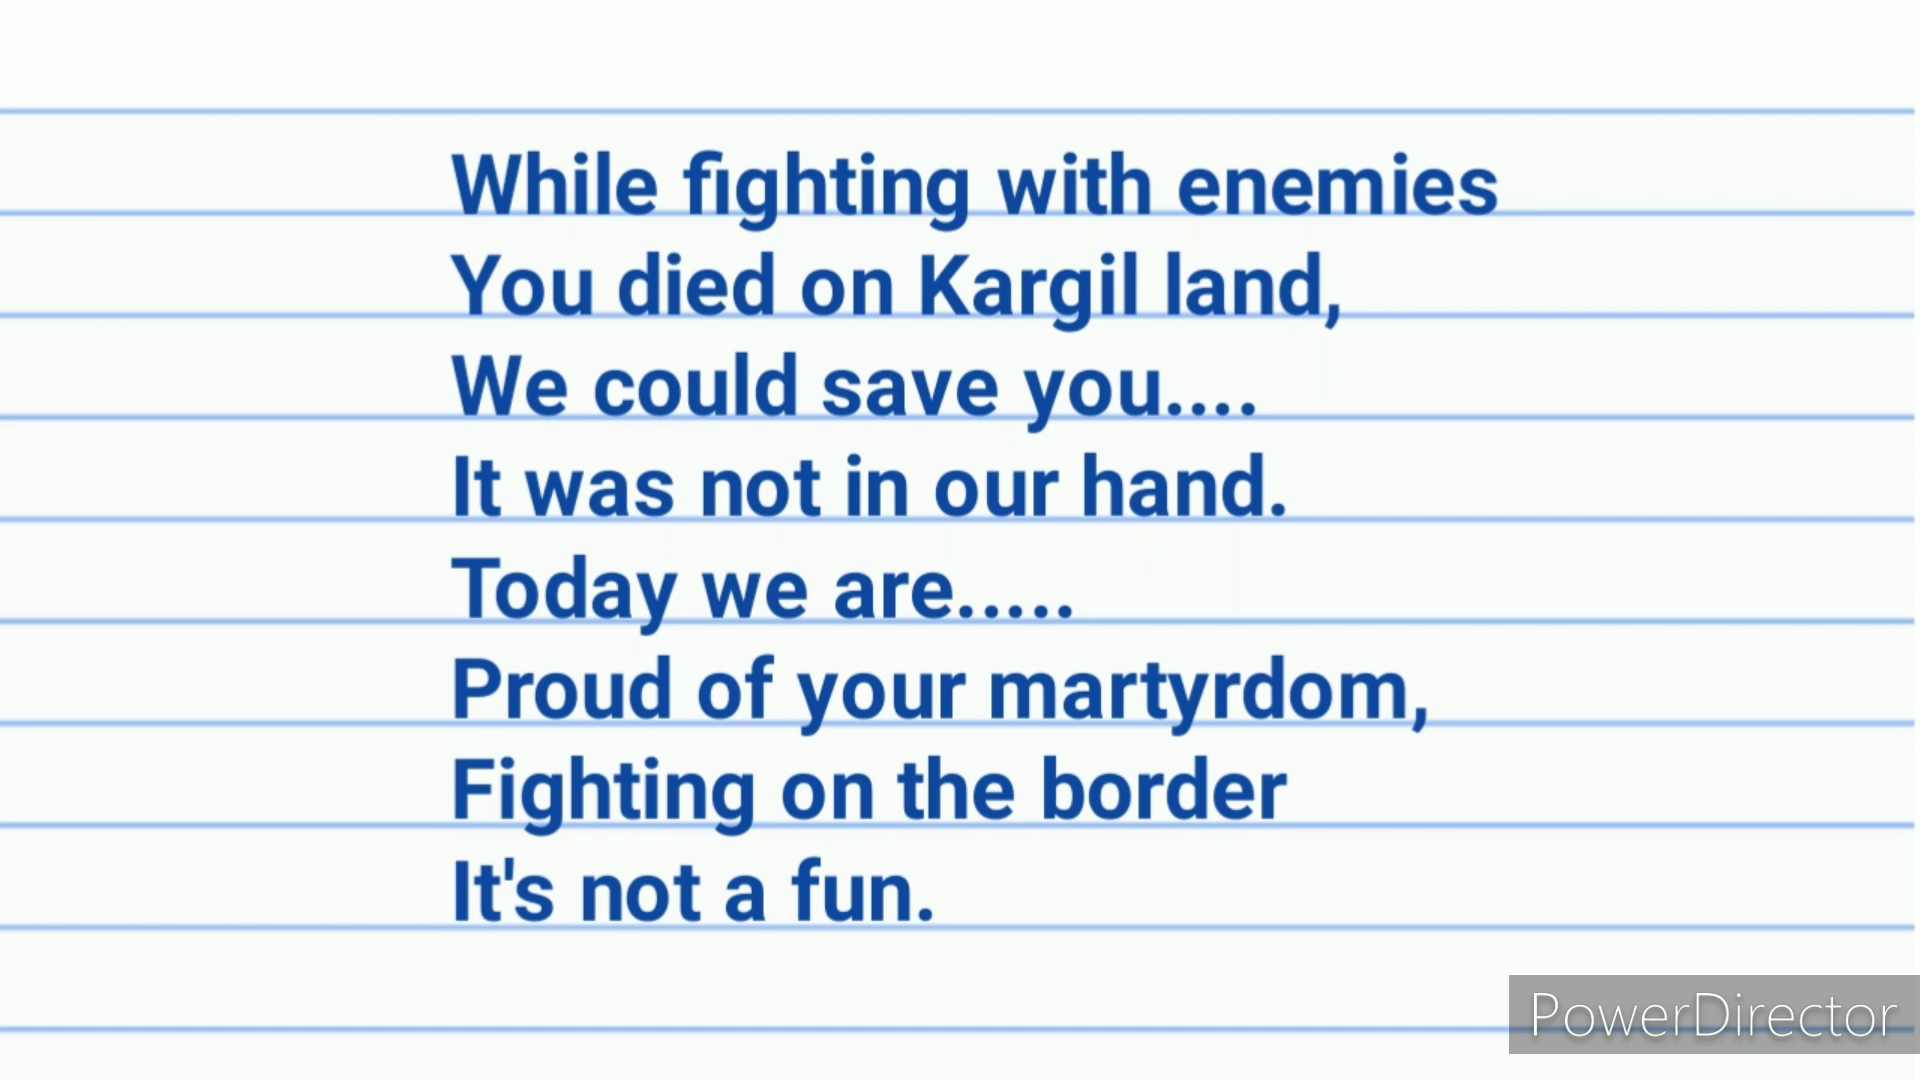 While fighting with enemies
You died on Kargil land,
We could save you....
It was not in our hand.
Today we are.....
Proud of your martyrdom,
Fighting on the border
It's not a fun.
PowerDirector